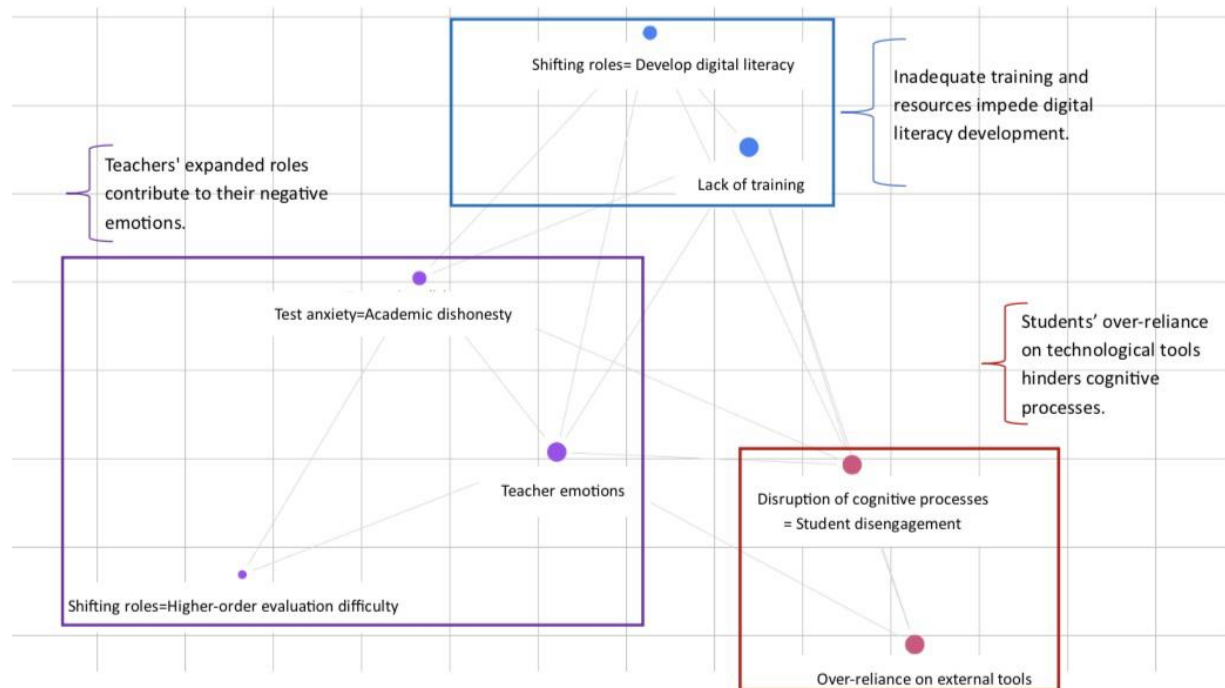 Shifting roles= Develop digital literacy
Inadequate training and
resources impede digital
literacy development.
Lack of training
Teachers' expanded roles
contribute to their negative
emotions.
Test anxiety=Academic dishonesty
Students’ over-reliance
on technological tools
hinders cognitive
processes.
Teacher emotions
Disruption of cognitive processes
= Student disengagement
Shifting roles=Higher-order evaluation difficulty
Over-reliance on external tools